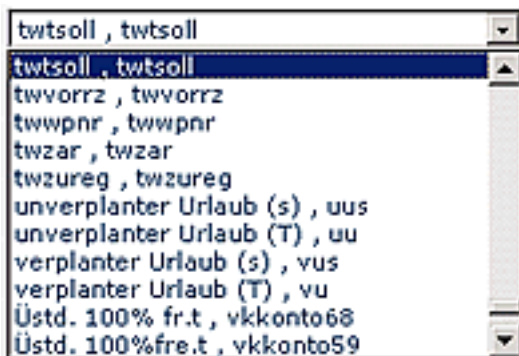 twtsoll , twtsoll
twtsoll , twtsoll
twvorrz , twvorrz
twwpnr , twwpnr
twzar , twzar
twzureg , twzureg
unverplanter Urlaub (s) , uus
unverplanter Urlaub (T) , uu
verplanter Urlaub (s) , vus
verplanter Urlaub (T) , vu
Üstd. 100% fr.t , vkkonto68
Üstd. 100%fre.t , vkkonto59